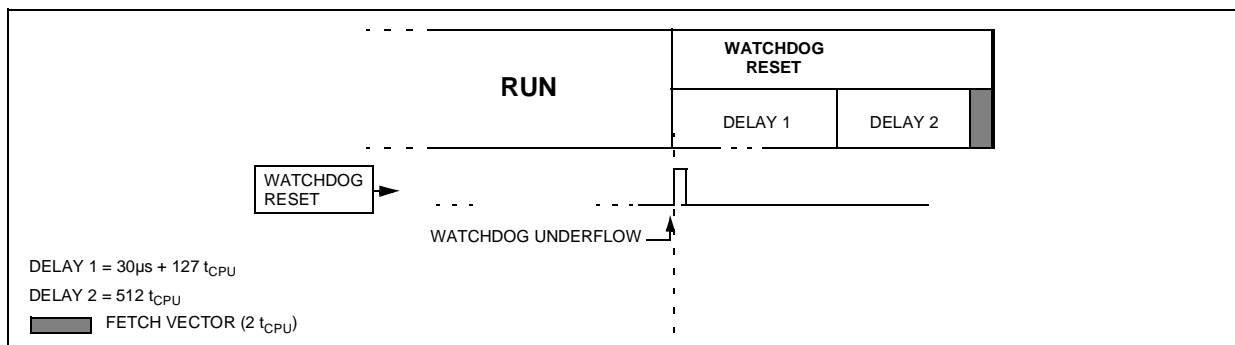 WATCHDOG
RESET
RUN
DELAY 1
DELAY 2
WATCHDOG
RESET
WATCHDOG UNDERFLOW
DELAY 1 = 30µs + 127 tCPU
DELAY 2 = 512 tCPU
FETCH VECTOR (2 tCPU)